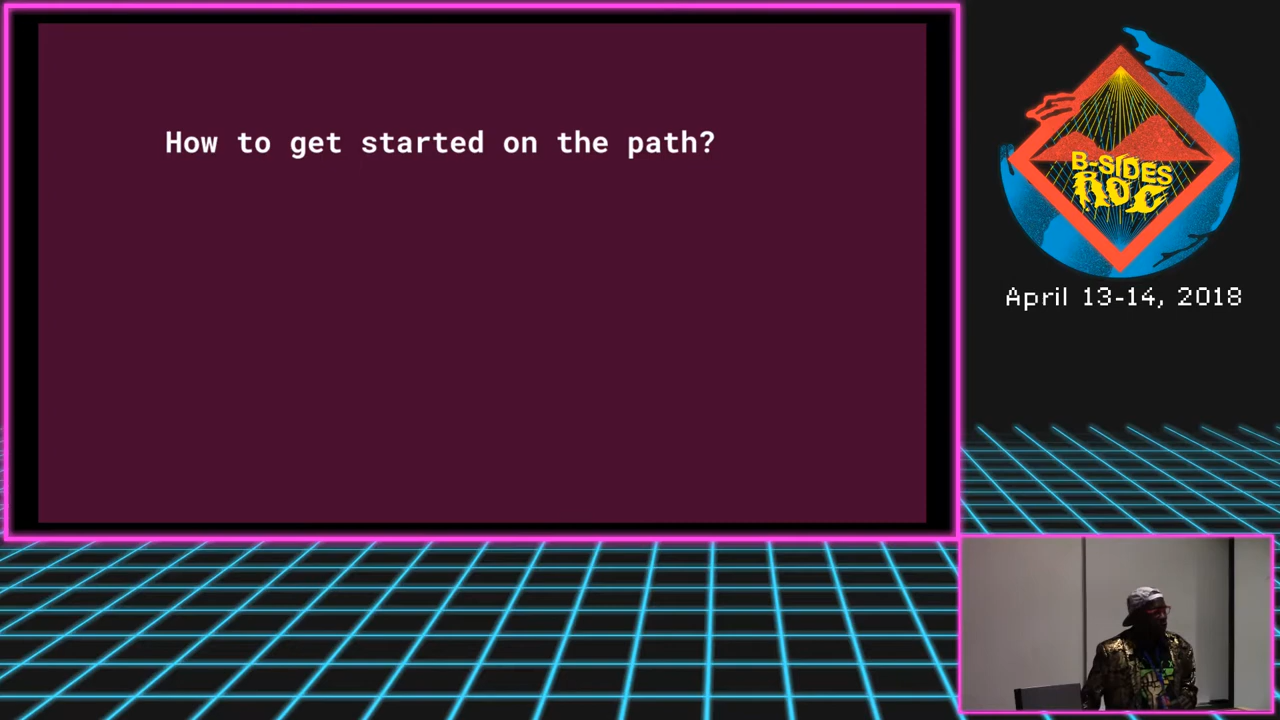 How to get started on the path?
B-SIDES
ROC
April 13-14, 2018